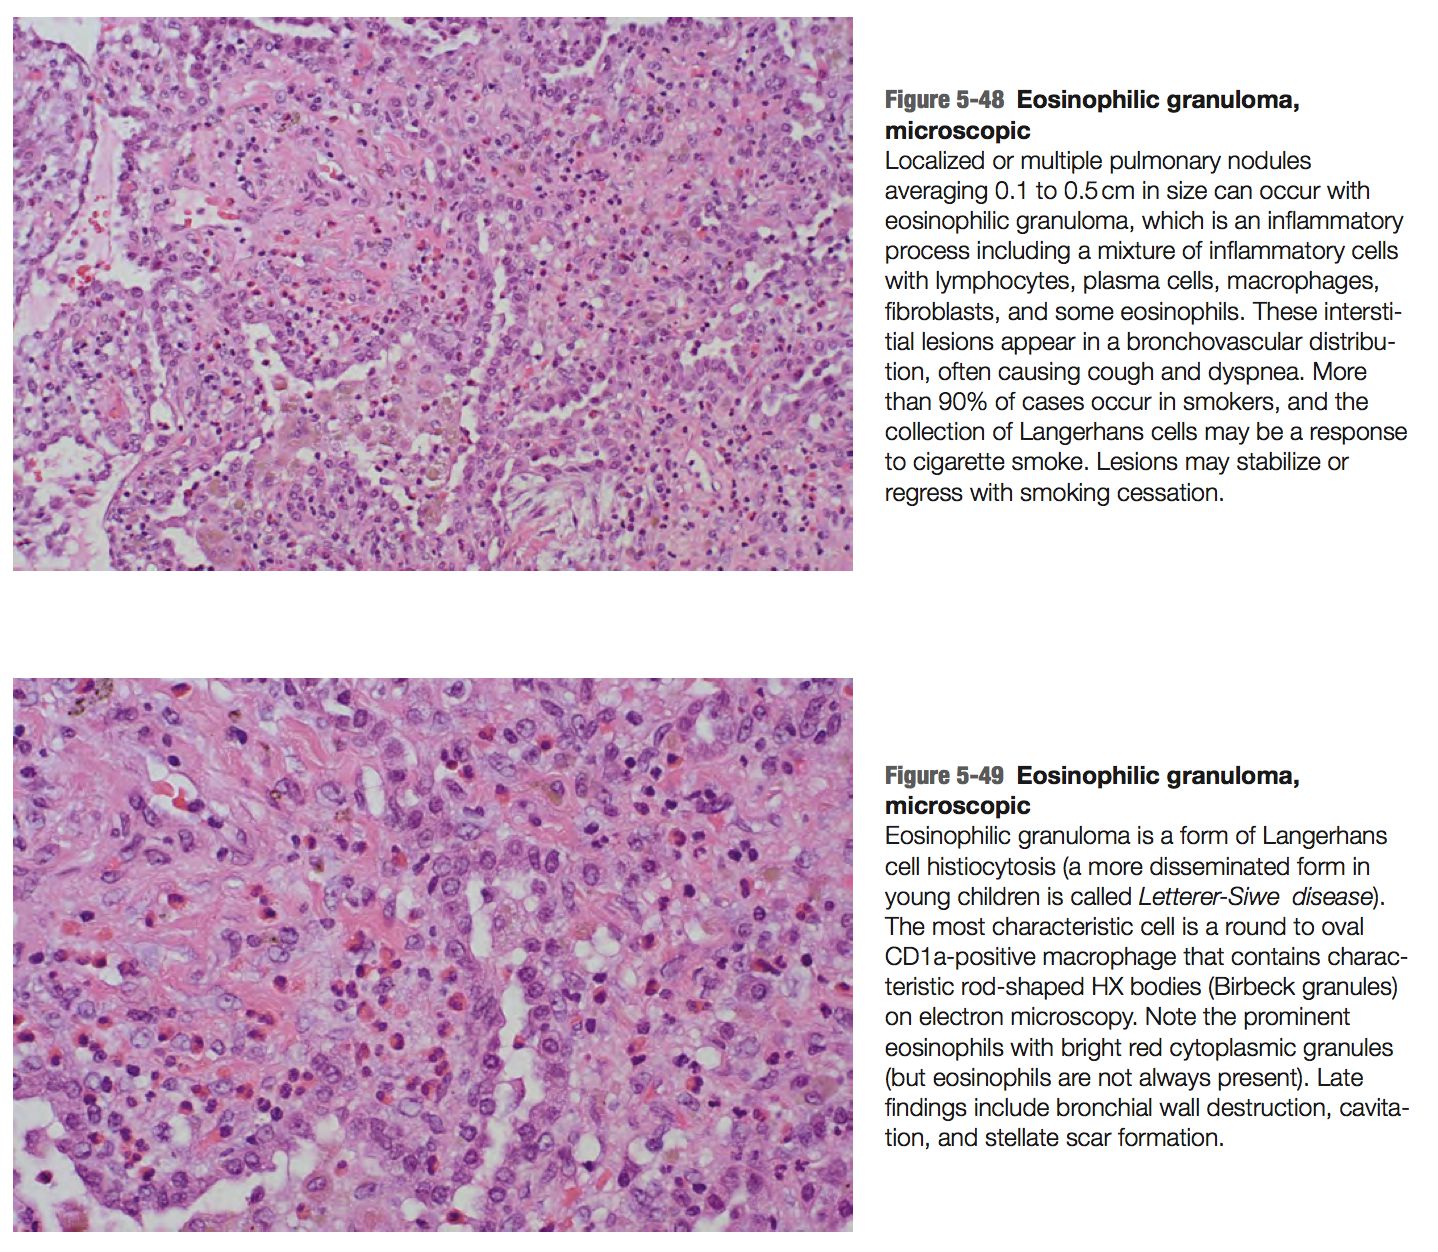 Figure 5-48 Eosinophilic granuloma,
microscopic
Localized or multiple pulmonary nodules
averaging 0.1 to 0.5 cm in size can occur with
eosinophilic granuloma, which is an inflammatory
process including a mixture of inflammatory cells
with lymphocytes, plasma cells, macrophages,
fibroblasts, and some eosinophils. These intersti-
tial lesions appear in a bronchovascular distribu-
tion, often causing cough and dyspnea. More
than 90% of cases occur in smokers, and the
collection of Langerhans cells may be a response
to cigarette smoke. Lesions may stabilize or
regress with smoking cessation.
Figure 5-49 Eosinophilic granuloma,
microscopic
Eosinophilic granuloma is a form of Langerhans
cell histiocytosis (a more disseminated form in
young children is called Letterer-Siwe disease).
The most characteristic cell is a round to oval
CD1a-positive macrophage that contains charac-
teristic rod-shaped HX bodies (Birbeck granules)
on electron microscopy. Note the prominent
eosinophils with bright red cytoplasmic granules
(but eosinophils are not always present). Late
findings include bronchial wall destruction, cavita-
tion, and stellate scar formation.